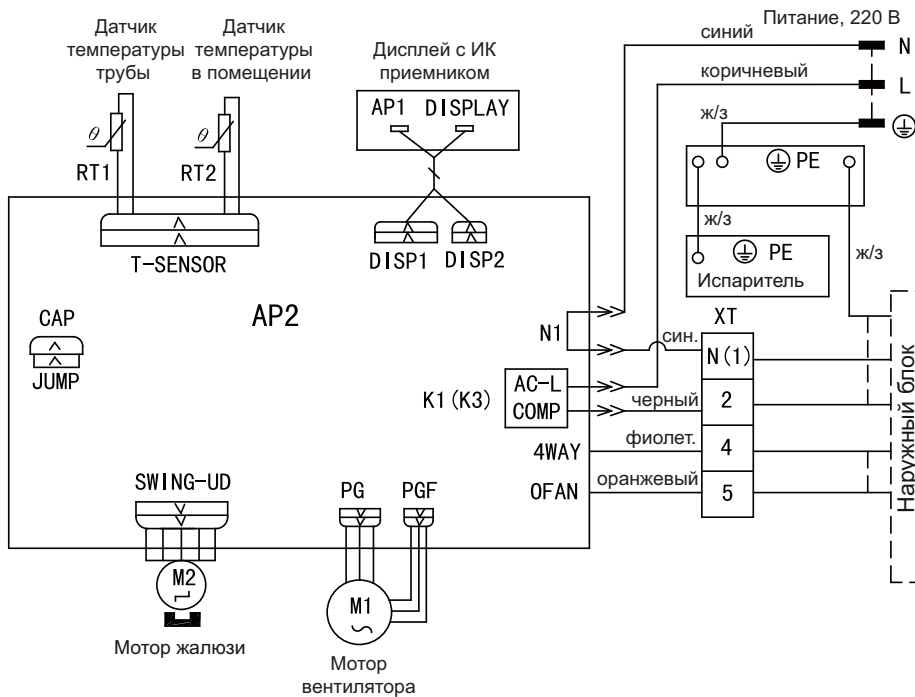 Датчик
температуры
трубы
Датчик
температуры
в помещении
Дисплей с ИК
приемником
Питание, 220 В
синий
N
коричневый
L
ж/з
AP1 DISPLAY
θ
RT1
θ
RT2
PE
ж/з
ж/з
PE
Испаритель
T-SENSOR
DISP1 DISP2
AP2
CAP
JUMP
N1
XT
син.
N(1)
K1(K3)
AC-L
COMP
черный
2
4WAY
фиолет.
4
OFAN
оранжевый
5
Наружный блок
SWING-UD
PG
PGF
M2
M1
Мотор жалюзи
Мотор
вентилятора